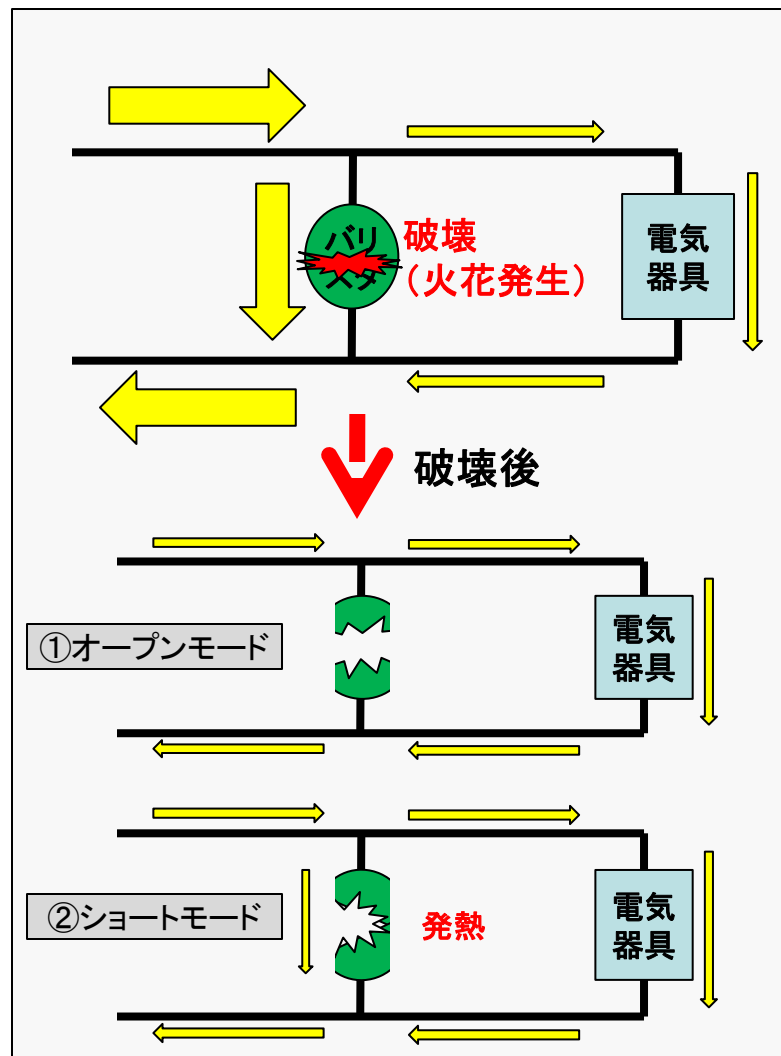 バリ
スタ
破壊
（火花発生）
電気
器具
破壊後
①オープンモード
電気
器具
②ショートモード
発熱
電気
器具